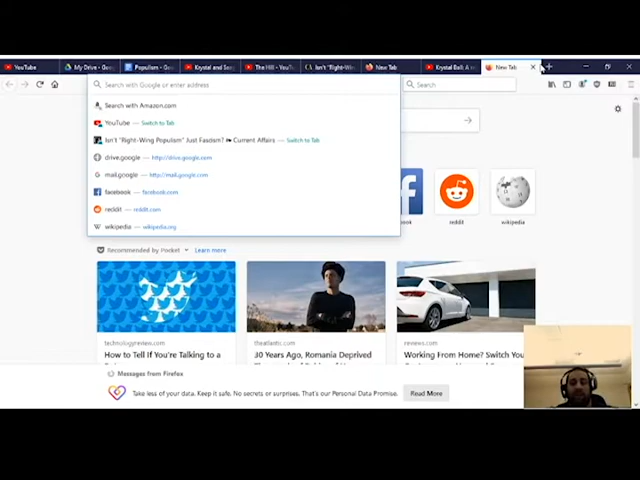 YouTube
My Drive - Go
Populism - Go
Krystal and Saag
The Hill - YouT
Isn't "Right-Win
New Tab
Krystal Ball: A
New Tab
Search with Google or enter address
Search
Search with Amazon.com
YouTube — Switch to Tab
Isn't "Right-Wing Populism" Just Fascism? Current Affairs — Switch to Tab
drive.google — http://drive.google.com
mail.google — http://mail.google.com
facebook — facebook.com
reddit — reddit.com
wikipedia — wikipedia.org
reddit
wikipedia
Recommended by Pocket
Learn more
technologyreview.com
How to Tell If You're Talking to a
theatlantic.com
30 Years Ago, Romania Deprived
reviews.com
Working From Home? Switch You
Messages from Firefox
Take less of your data. Keep it safe. No secrets or surprises. That's our Personal Data Promise.
Read More